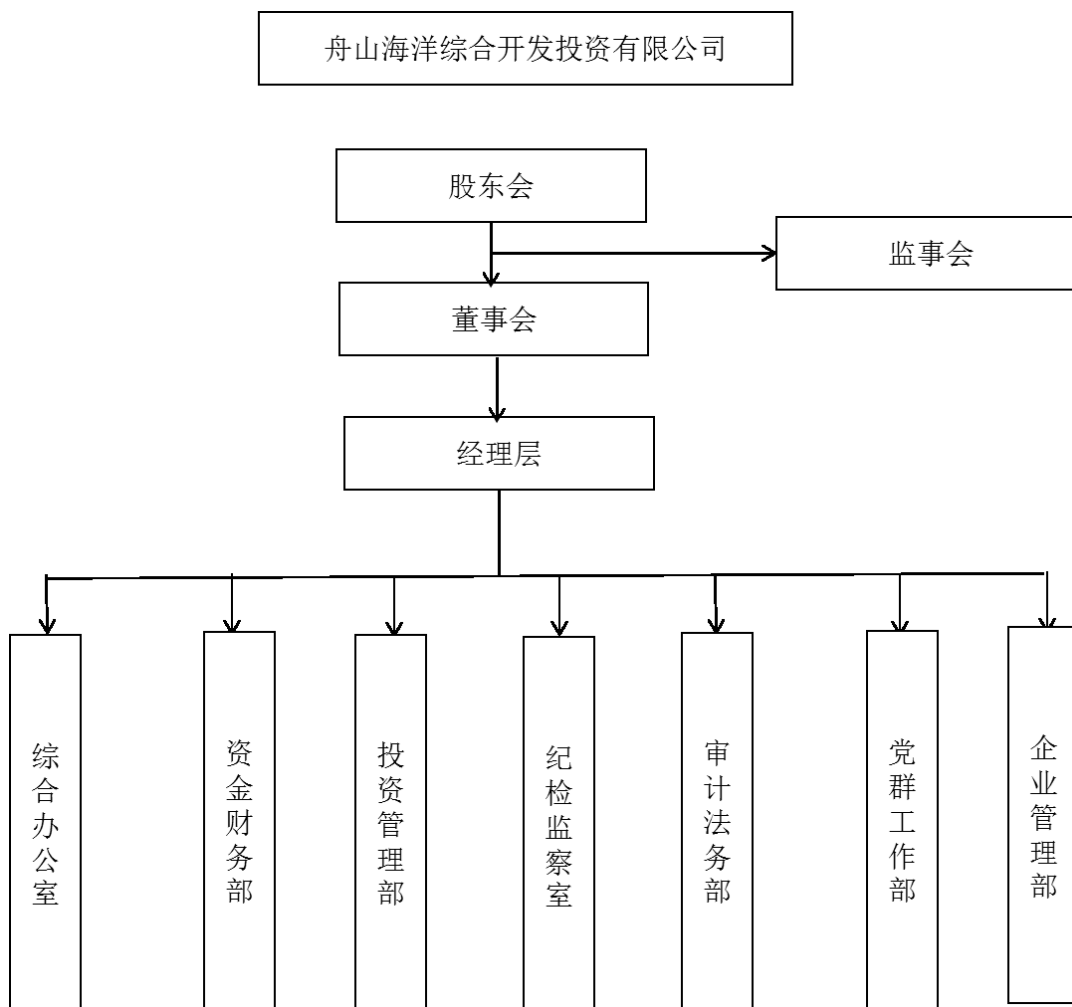 舟山海洋综合开发投资有限公司
股东会
监事会
董事会
经理层
综合办公室
资金财务部
投资管理部
纪检监察室
审计法务部
党群工作部
企业管理部